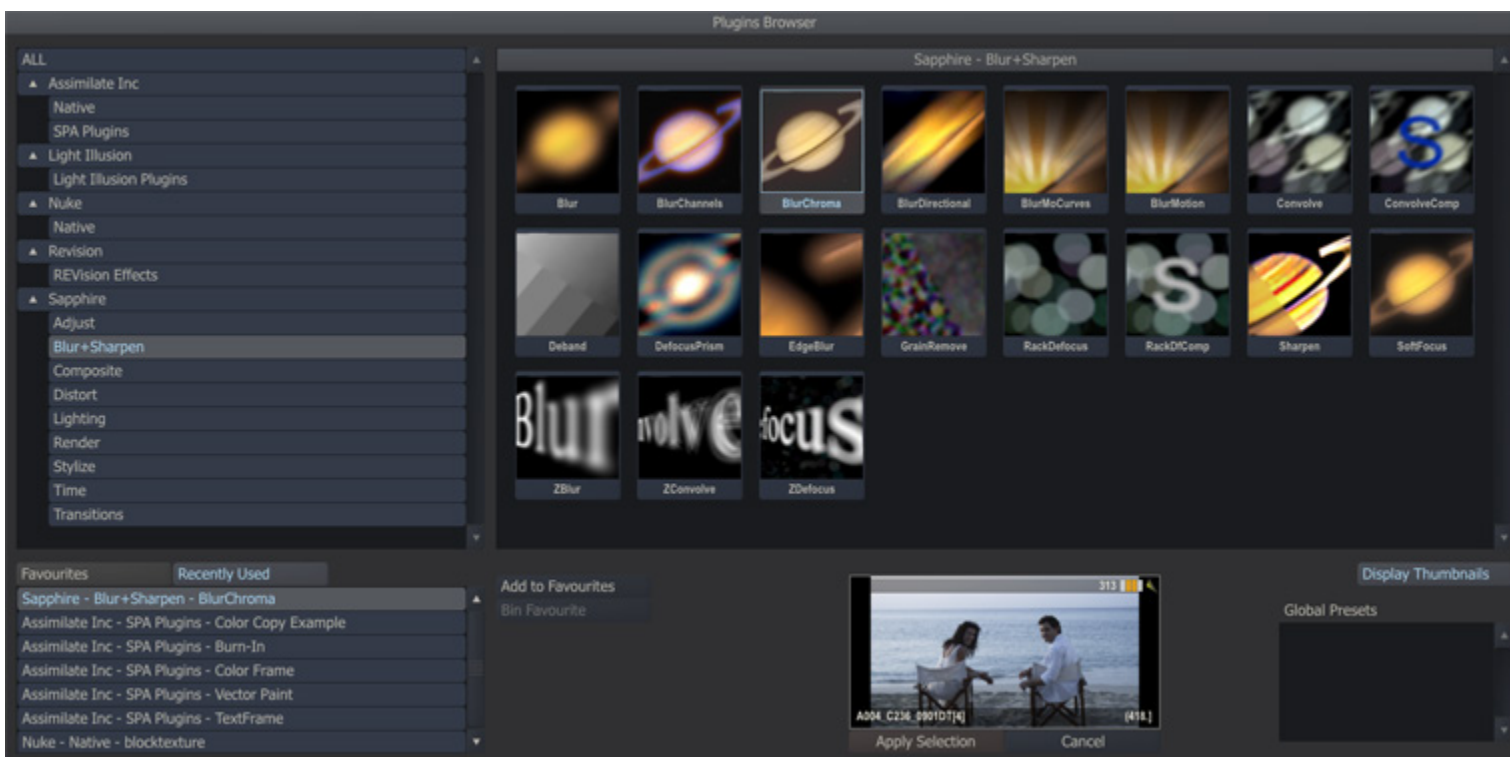 Plugins Browser
ALL
Assimilate Inc
Native
SPA Plugins
Light Illusion
Light Illusion Plugins
Nuke
Native
Revision
REVision Effects
Sapphire
Adjust
Blur+Sharpen
Composite
Distort
Lighting
Render
Stylize
Time
Transitions
Sapphire - Blur+Sharpen
Blur BlurChannels BlurChroma BlurDirectional BlurMoCurves BlurMotion Convolve ConvolveComp
S
Deband DefocusPrism EdgeBlur GrainRemove RackDefocus RackDfComp Sharpen SoftFocus
S
Blur nvolve focus
ZBlur ZConvolve ZDefocus
Favourites Recently Used
Sapphire - Blur+Sharpen - BlurChroma
Assimilate Inc - SPA Plugins - Color Copy Example
Assimilate Inc - SPA Plugins - Burn-In
Assimilate Inc - SPA Plugins - Color Frame
Assimilate Inc - SPA Plugins - Vector Paint
Assimilate Inc - SPA Plugins - TextFrame
Nuke - Native - blocktexture
Add to Favourites
Bin Favourite
313
A004_C236_0901DT[4] (418.]
Apply Selection Cancel
Display Thumbnails
Global Presets